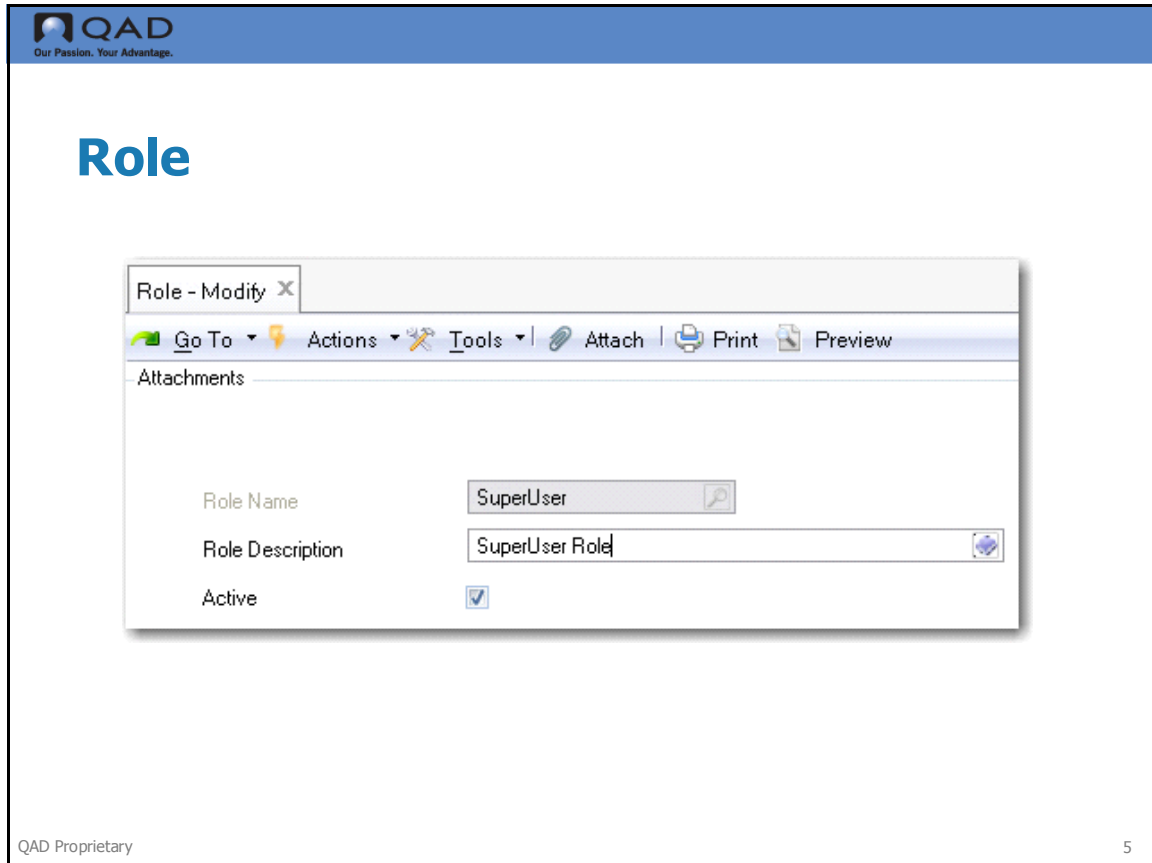 QAD
Our Passion. Your Advantage.
Role
Role - Modify
Go To Actions Tools Attach Print Preview
Attachments
Role Name SuperUser
Role Description SuperUser Role
Active
QAD Proprietary 5